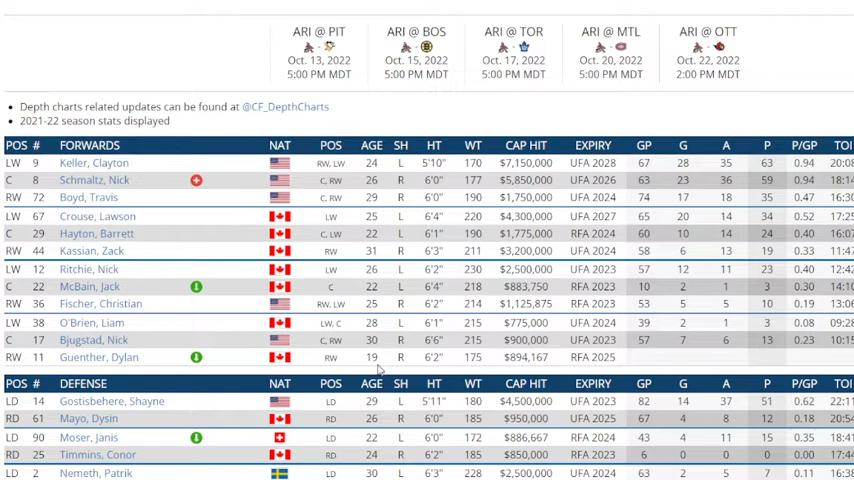 ARI @ PIT ARI @ BOS ARI @ TOR ARI @ MTL ARI @ OTT
Oct. 13, 2022 Oct. 15, 2022 Oct. 17, 2022 Oct. 20, 2022 Oct. 22, 2022
5:00 PM MDT 5:00 PM MDT 5:00 PM MDT 5:00 PM MDT 2:00 PM MDT
• Depth charts related updates can be found at @CF_DepthCharts
• 2021-22 season stats displayed
POS # FORWARDS NAT POS AGE SH HT WT CAP HIT EXPIRY GP G A P P/GP TOI
LW 9 Keller, Clayton RW, LW 24 L 5'10" 170 $7,150,000 UFA 2028 67 28 35 63 0.94 20:08
C 8 Schmaltz, Nick C, RW 26 R 6'0" 177 $5,850,000 UFA 2026 63 23 36 59 0.94 18:14
RW 72 Boyd, Travis C, RW 29 R 6'0" 190 $1,750,000 UFA 2024 74 17 18 35 0.47 16:30
LW 67 Crouse, Lawson LW 25 L 6'4" 220 $4,300,000 UFA 2027 65 20 14 34 0.52 17:25
C 29 Hayton, Barrett C, LW 22 L 6'1" 190 $1,775,000 RFA 2024 60 10 14 24 0.40 16:07
RW 44 Kassian, Zack RW 31 R 6'3" 211 $3,200,000 UFA 2024 58 6 13 19 0.33 11:47
LW 12 Ritchie, Nick LW 26 L 6'2" 230 $2,500,000 UFA 2023 57 12 11 23 0.40 12:42
C 22 McBain, Jack C 22 L 6'4" 218 $883,750 RFA 2023 10 2 1 3 0.30 14:10
RW 36 Fischer, Christian RW, LW 25 R 6'2" 214 $1,125,875 RFA 2023 53 5 5 10 0.19 13:06
LW 38 O'Brien, Liam LW, C 28 L 6'1" 215 $775,000 UFA 2024 39 2 1 3 0.08 09:28
C 17 Bjugstad, Nick C, RW 30 R 6'6" 215 $900,000 UFA 2023 57 7 6 13 0.23 10:15
RW 11 Guenther, Dylan RW 19 R 6'2" 175 $894,167 RFA 2025
POS # DEFENSE NAT POS AGE SH HT WT CAP HIT EXPIRY GP G A P P/GP TOI
LD 14 Gostisbehere, Shayne LD 29 L 5'11" 180 $4,500,000 UFA 2023 82 14 37 51 0.62 22:11
RD 61 Mayo, Dysin RD 26 R 6'0" 185 $950,000 UFA 2025 67 4 8 12 0.18 20:54
LD 90 Moser, Janis LD 22 L 6'0" 172 $886,667 RFA 2024 43 4 11 15 0.35 18:41
RD 25 Timmins, Conor RD 24 R 6'2" 185 $850,000 RFA 2023 6 0 0 0 0.00 17:44
LD 2 Nemeth, Patrik LD 30 L 6'3" 228 $2,500,000 UFA 2024 63 2 5 7 0.11 16:38